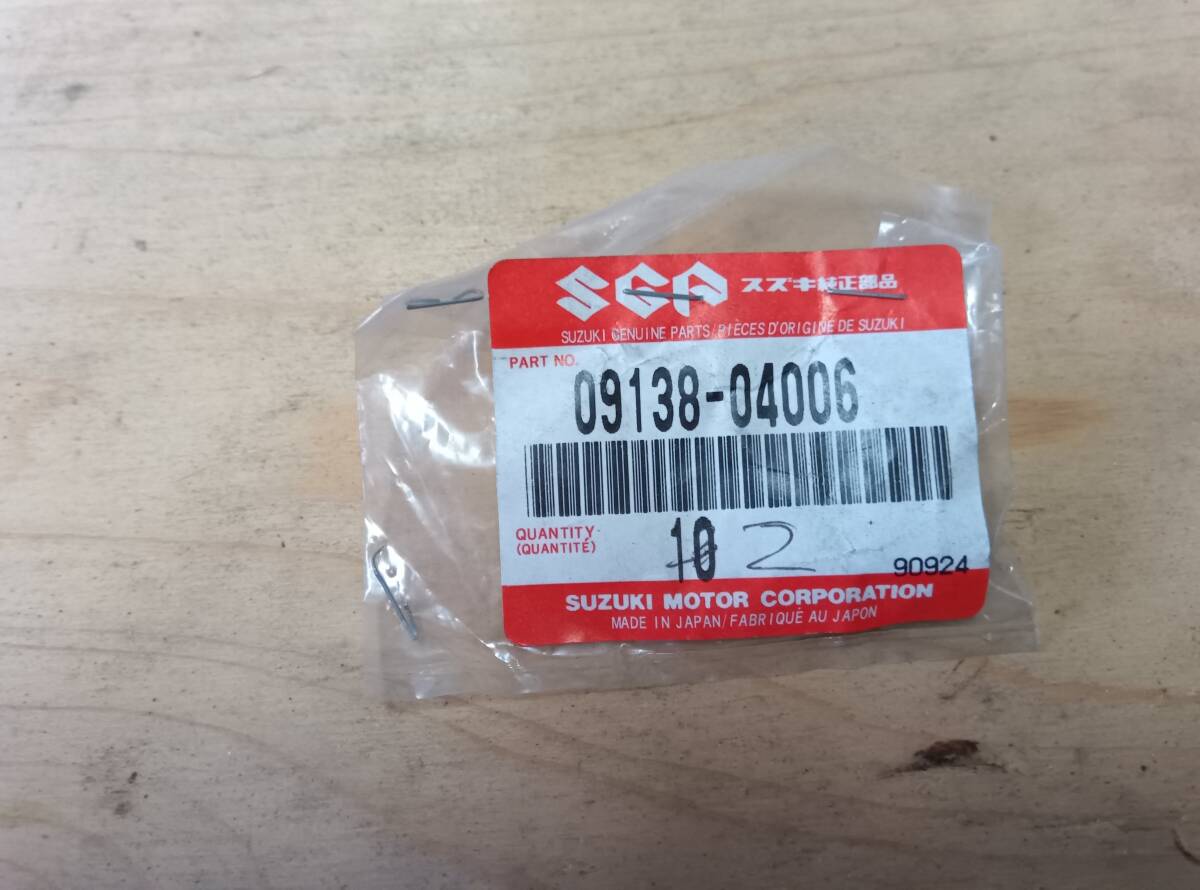 SGP スズキ純正部品
SUZUKI GENUINE PARTS/PIÈCES D'ORIGINE DE SUZUKI
PART NO.
09138-04006
QUANTITY
(QUANTITÉ)
10 2
90924
SUZUKI MOTOR CORPORATION
MADE IN JAPAN/FABRIQUÉ AU JAPON